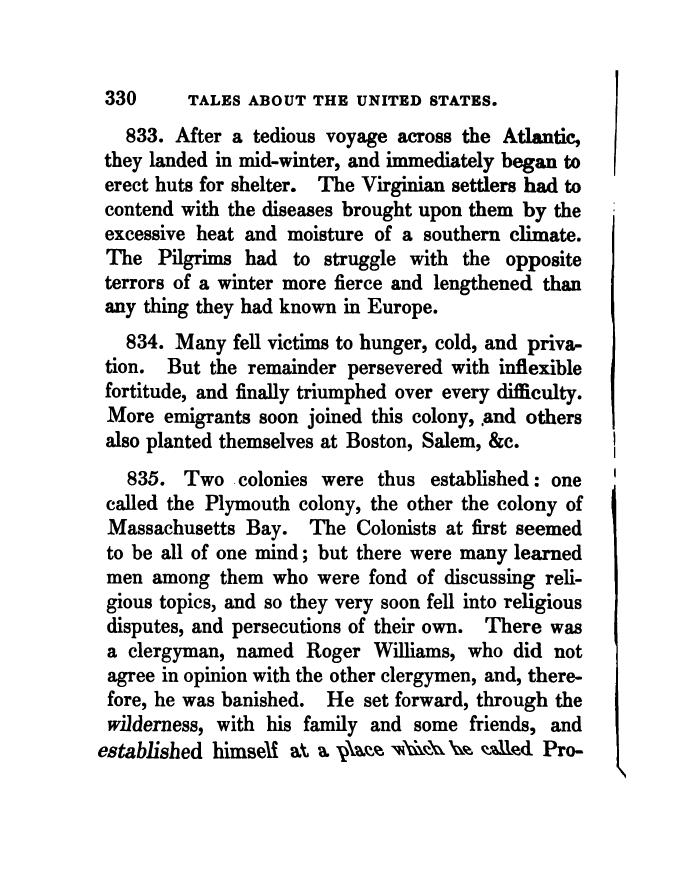 330 TALES ABOUT THE UNITED STATES.
833. After a tedious voyage across the Atlantic,
they landed in mid-winter, and immediately began to
erect huts for shelter. The Virginian settlers had to
contend with the diseases brought upon them by the
excessive heat and moisture of a southern climate.
The Pilgrims had to struggle with the opposite
terrors of a winter more fierce and lengthened than
any thing they had known in Europe.
834. Many fell victims to hunger, cold, and priva-
tion. But the remainder persevered with inflexible
fortitude, and finally triumphed over every difficulty.
More emigrants soon joined this colony, and others
also planted themselves at Boston, Salem, &c.
835. Two colonies were thus established: one
called the Plymouth colony, the other the colony of
Massachusetts Bay. The Colonists at first seemed
to be all of one mind; but there were many learned
men among them who were fond of discussing reli-
gious topics, and so they very soon fell into religious
disputes, and persecutions of their own. There was
a clergyman, named Roger Williams, who did not
agree in opinion with the other clergymen, and, there-
fore, he was banished. He set forward, through the
wilderness, with his family and some friends, and
established himself at a place which he called Pro-